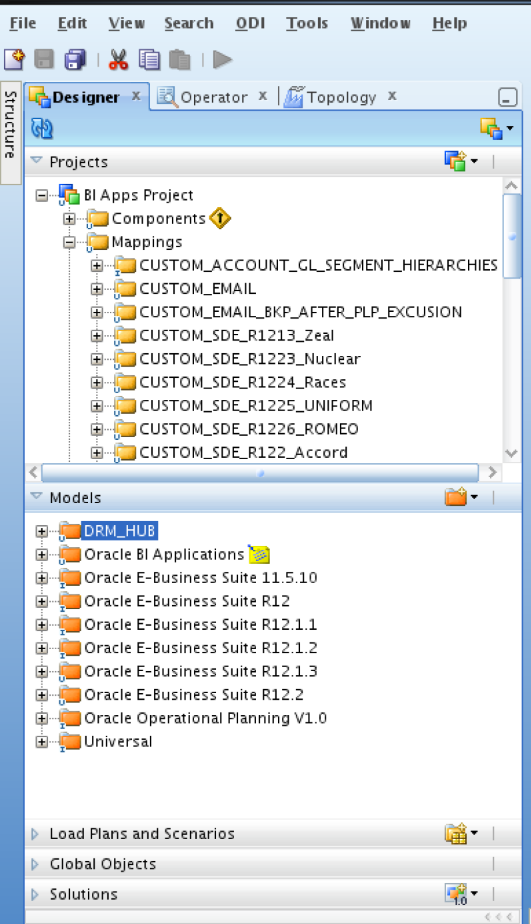 File Edit View Search ODI Tools Window Help
Structure
Designer x Operator x Topology x
Projects
BI Apps Project
Components
Mappings
CUSTOM_ACCOUNT_GL_SEGMENT_HIERARCHIES
CUSTOM_EMAIL
CUSTOM_EMAIL_BKP_AFTER_PLP_EXCUSION
CUSTOM_SDE_R1213_Zeal
CUSTOM_SDE_R1223_Nuclear
CUSTOM_SDE_R1224_Races
CUSTOM_SDE_R1225_UNIFORM
CUSTOM_SDE_R1226_ROMEO
CUSTOM_SDE_R122_Accord
Models
DRM_HUB
Oracle BI Applications
Oracle E-Business Suite 11.5.10
Oracle E-Business Suite R12
Oracle E-Business Suite R12.1.1
Oracle E-Business Suite R12.1.2
Oracle E-Business Suite R12.1.3
Oracle E-Business Suite R12.2
Oracle Operational Planning V1.0
Universal
Load Plans and Scenarios
Global Objects
Solutions
1.0